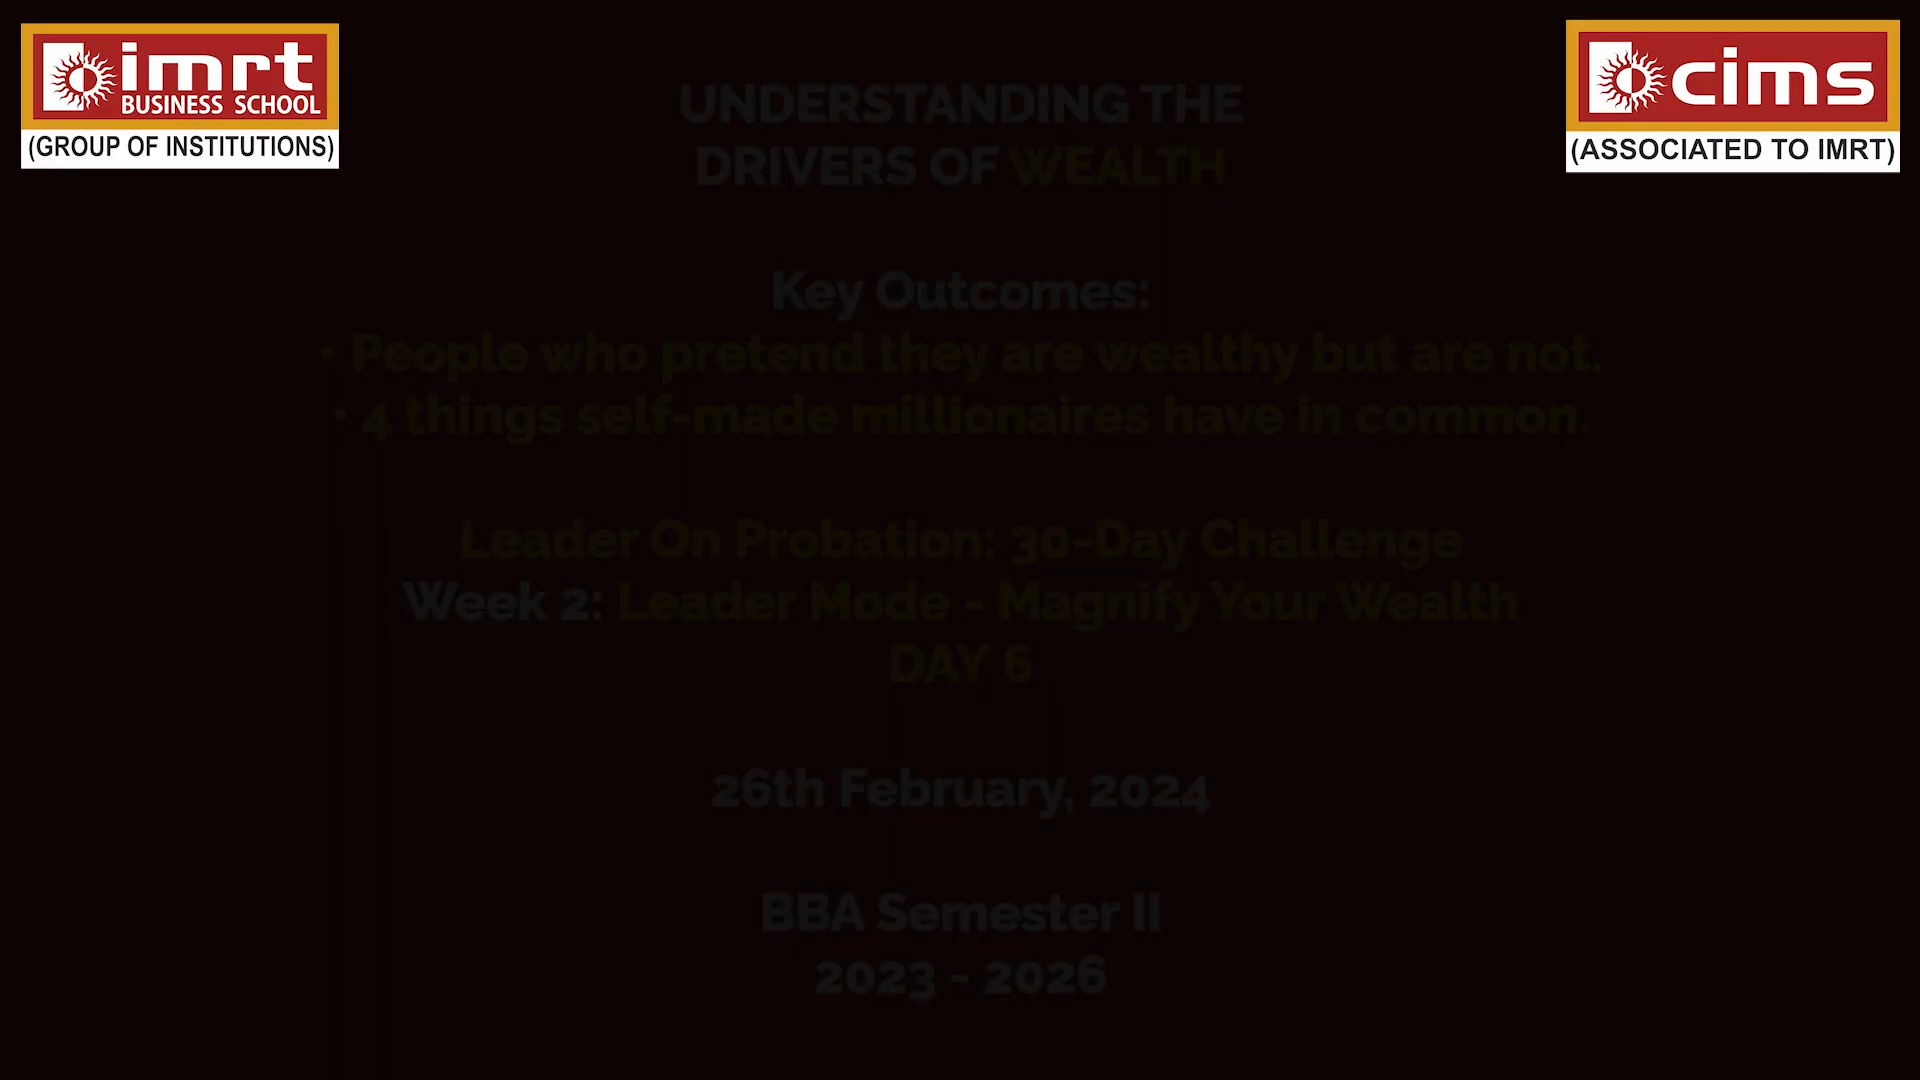 imrt
BUSINESS SCHOOL
(GROUP OF INSTITUTIONS)
cims
(ASSOCIATED TO IMRT)
UNDERSTANDING THE
DRIVERS OF WEALTH
Key Outcomes:
• People who pretend they are wealthy but are not.
• 4 things self-made millionaires have in common.
Leader On Probation: 30-Day Challenge
Week 2: Leader Mode - Magnify Your Wealth
DAY 6
26th February, 2024
BBA Semester II
2023 - 2026